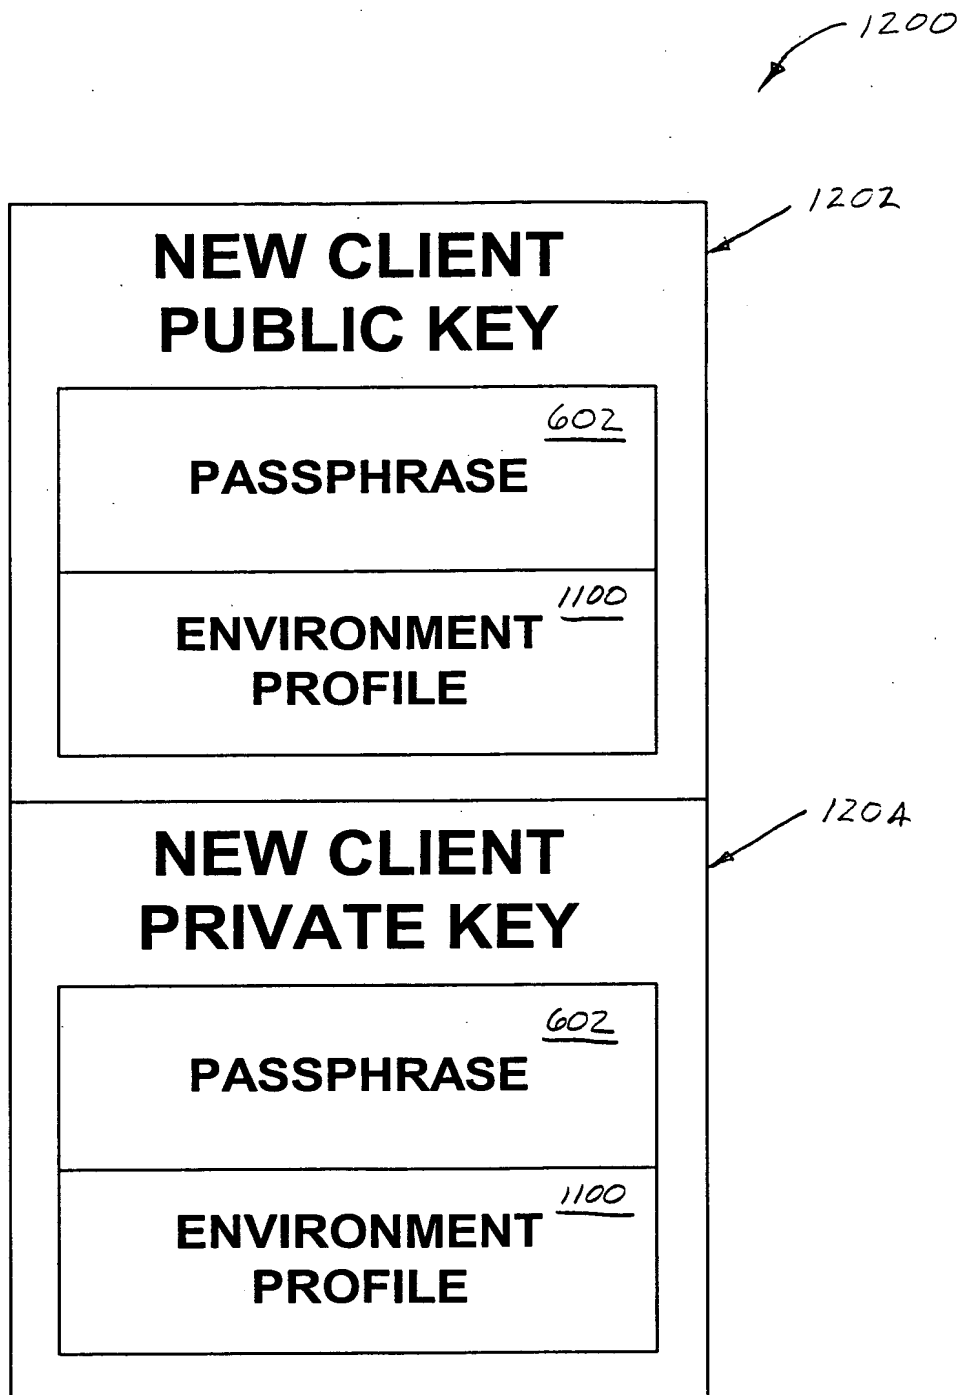 1200
1202
NEW CLIENT
PUBLIC KEY
602
PASSPHRASE
1100
ENVIRONMENT
PROFILE
1204
NEW CLIENT
PRIVATE KEY
602
PASSPHRASE
1100
ENVIRONMENT
PROFILE